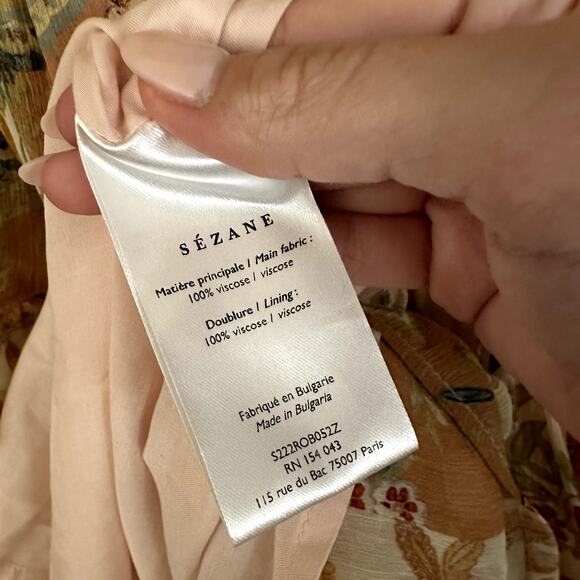 SÉZANE
Matière principale / Main fabric :
100% viscose / viscose
Doublure / Lining :
100% viscose / viscose
Fabriqué en Bulgarie
Made in Bulgaria
S222ROB052Z
RN 154 043
115 rue du Bac 75007 Paris